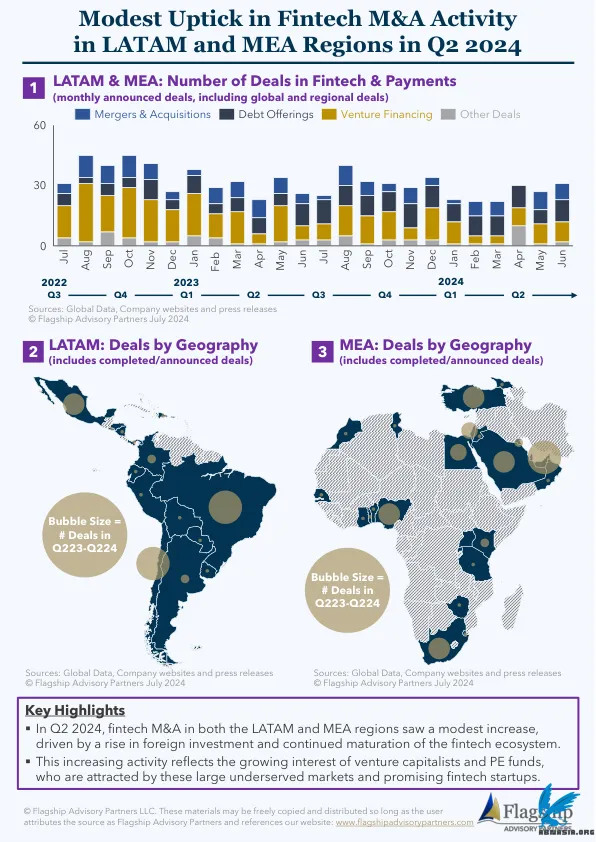 Modest Uptick in Fintech M&A Activity
in LATAM and MEA Regions in Q2 2024
1 LATAM & MEA: Number of Deals in Fintech & Payments
(monthly announced deals, including global and regional deals)
Mergers & Acquisitions Debt Offerings Venture Financing Other Deals
60
30
0
Jul Aug Sep Oct Nov Dec Jan Feb Mar Apr May Jun Jul Aug Sep Oct Nov Dec Jan Feb Mar Apr May Jun
2022 2023 2024
Q3 Q4 Q1 Q2 Q3 Q4 Q1 Q2
Sources: Global Data, Company websites and press releases
© Flagship Advisory Partners July 2024
2 LATAM: Deals by Geography
(includes completed/announced deals)
Bubble Size =
# Deals in
Q223-Q224
Sources: Global Data, Company websites and press releases
© Flagship Advisory Partners July 2024
3 MEA: Deals by Geography
(includes completed/announced deals)
Bubble Size =
# Deals in
Q223-Q224
Sources: Global Data, Company websites and press releases
© Flagship Advisory Partners July 2024
Key Highlights
▪ In Q2 2024, fintech M&A in both the LATAM and MEA regions saw a modest increase,
driven by a rise in foreign investment and continued maturation of the fintech ecosystem.
▪ This increasing activity reflects the growing interest of venture capitalists and PE funds,
who are attracted by these large underserved markets and promising fintech startups.
© Flagship Advisory Partners LLC. These materials may be freely copied and distributed so long as the user
attributes the source as Flagship Advisory Partners and references our website: www.flagshipadvisorypartners.com
Flagship
ADVISORY PARTNERS